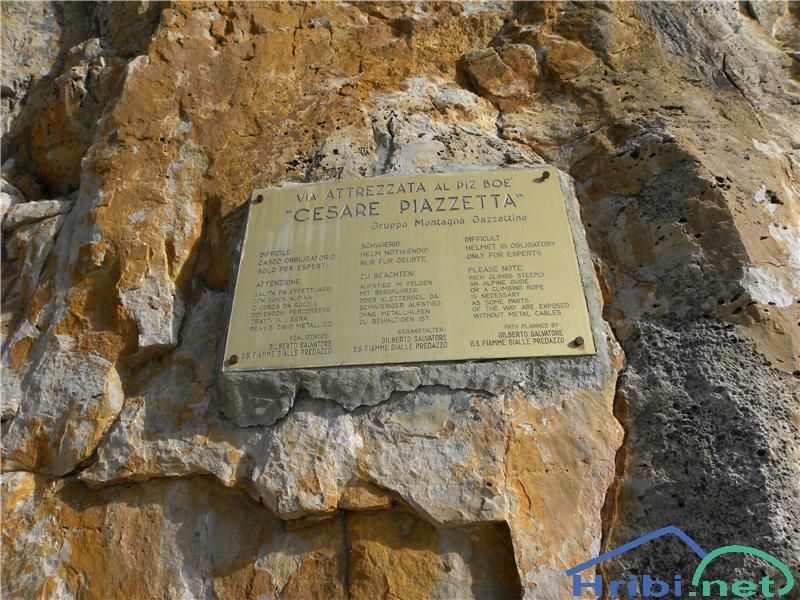 VIA ATTREZZATA AL PIZ BOE'
"CESARE PIAZZETTA"
Gruppo Montagna Gazzettino
DIFFICILE
CASCO OBBLIGATORIO
SOLO PER ESPERTI
ATTENZIONE:
SALITA DA EFFETTUARSI
CON GUIDA ALPINA
O CORDA DA ROCCIA
DOVENDOSI PERCORRERE
TRATTI IN LIBERA
PRIVI DI CAVO METALLICO
REALIZZATORI:
GILBERTO SALVATORE
G.S. FIAMME GIALLE PREDAZZO
SCHWIERIG
HELM NOTWENDIG
NUR FUR GEUBTE
ZU BEACHTEN:
AUFSTIEG IM FELSEN
MIT BERGFUHRER
ODER KLETTERSEIL DA
SCHWIERIGER AUFSTIEG
OHNE METALLHILFEN
ZU BEWALTIGEN IST
VERANSTALTER:
GILBERTO SALVATORE
G.S. FIAMME GIALLE PREDAZZO
DIFFICULT
HELMET IS OBLIGATORY
ONLY FOR EXPERTS
PLEASE NOTE:
PATH CLIMBS STEEPLY
AN ALPINE GUIDE
OR A CLIMBING ROPE
IS NECESSARY
AS SOME PARTS
OF THE WAY ARE EXPOSED
WITHOUT METAL CABLES
PATH PLANNED BY
GILBERTO SALVATORE
G.S. FIAMME GIALLE PREDAZZO
Hribi.net